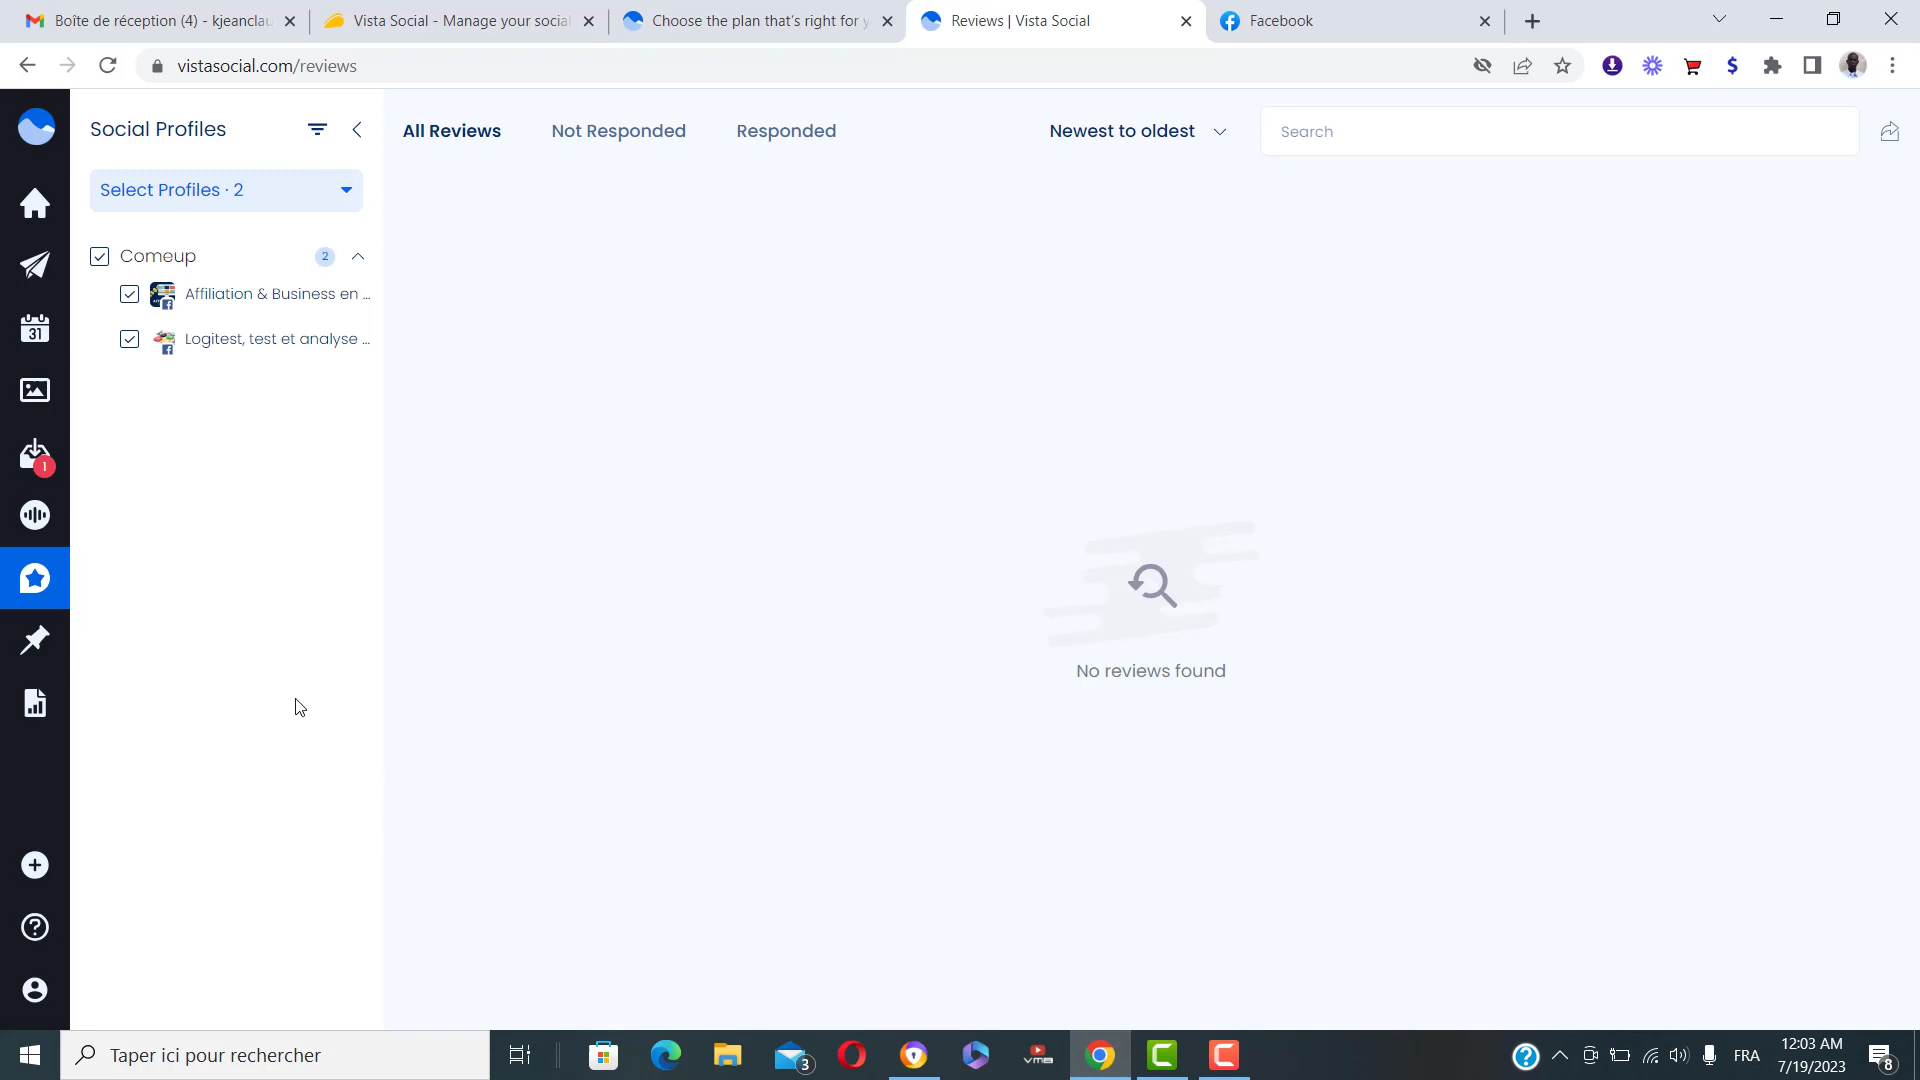 Boîte de réception (4) - kjeanclau
Vista Social - Manage your social
Choose the plan that's right for y
Reviews | Vista Social
Facebook
vistasocial.com/reviews
Social Profiles
All Reviews
Not Responded
Responded
Newest to oldest
Search
Select Profiles · 2
Comeup
2
31
Affiliation & Business en ...
Logitest, test et analyse ...
1
No reviews found
Taper ici pour rechercher
3
VMB
FRA
12:03 AM
7/19/2023
8